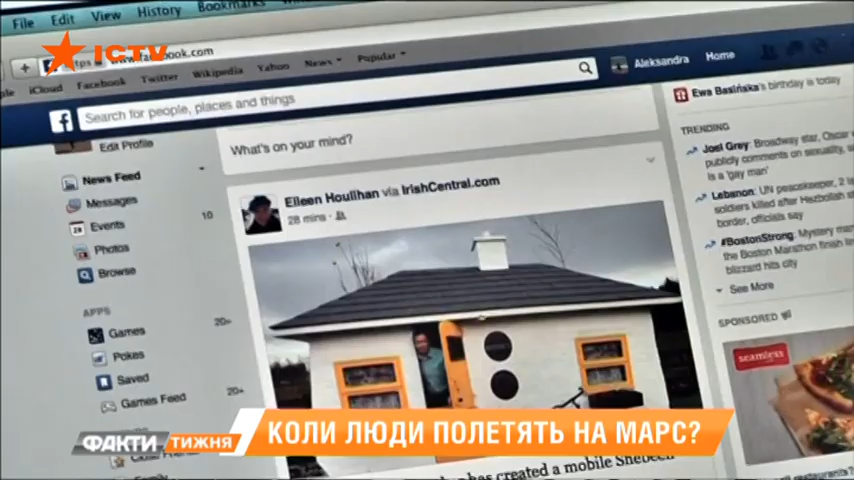 File Edit View History Bookmarks
ICTV
www.facebook.com
iCloud Facebook Twitter Wikipedia Yahoo News Popular
Search for people, places and things
Aleksandra Home
Edit Profile
News Feed
Messages
Events 10
Photos
Browse
APPS
Games 20+
Pokes
Saved
Games Feed 20+
What's on your mind?
Eileen Houlihan via IrishCentral.com
28 mins
Ewa Basińska's birthday is today
TRENDING
Joel Grey: Broadway star, Oscar
publicly comments on sexuality,
is a 'gay man'
Lebanon: UN peacekeeper, 2
soldiers killed after Hezbollah
border, officials say
#BostonStrong: Mystery man
the Boston Marathon finish
blizzard hits city
See More
SPONSORED
seamless
has created a mobile Shebeen
restaurants?
ФАКТИ ТИЖНЯ
КОЛИ ЛЮДИ ПОЛЕТЯТЬ НА МАРС?